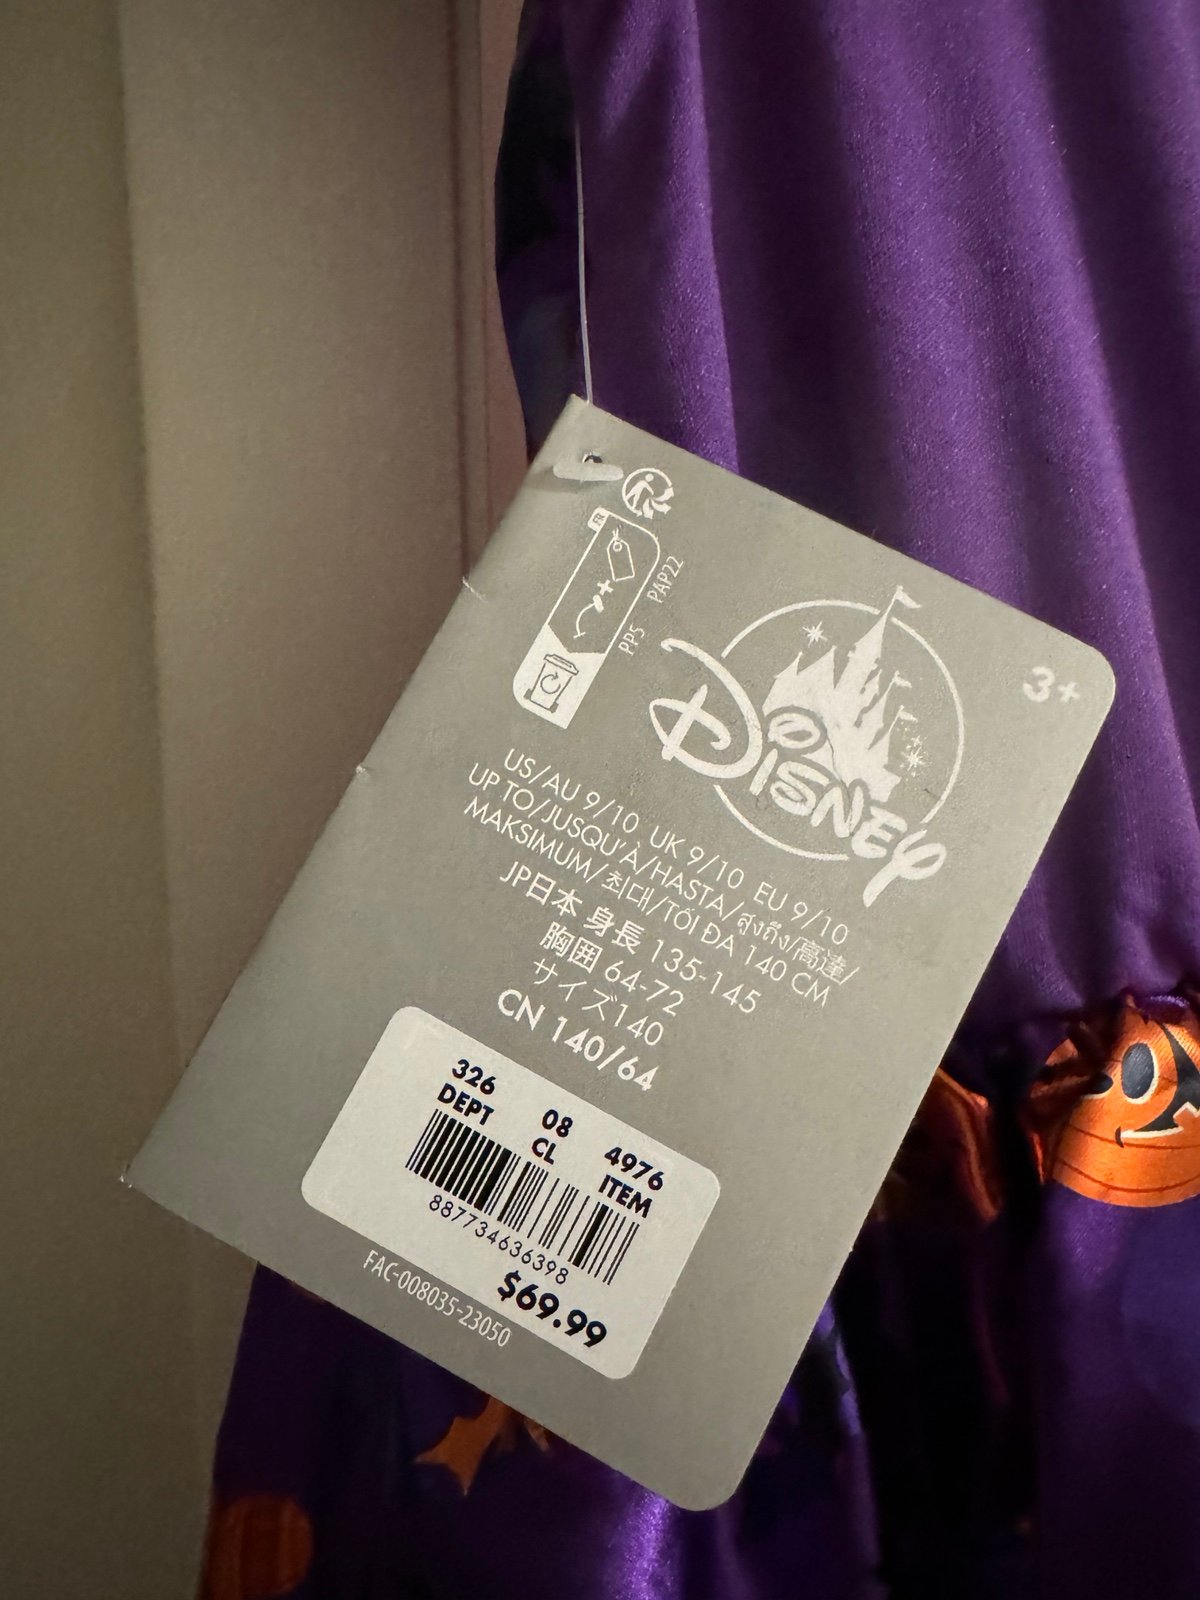 FR
PAP22
PP5
Disney
3+
US/AU 9/10 UK 9/10 EU 9/10
UP TO/JUSQU'À/HASTA/สูงถึง/高達/
MAKSIMUM/최대/TỐI ĐA 140 CM
JP日本 身長 135-145
胸囲 64-72
サイズ140
CN 140/64
326 08 4976
DEPT CL ITEM
887734636398
$69.99
FAC-008035-23050